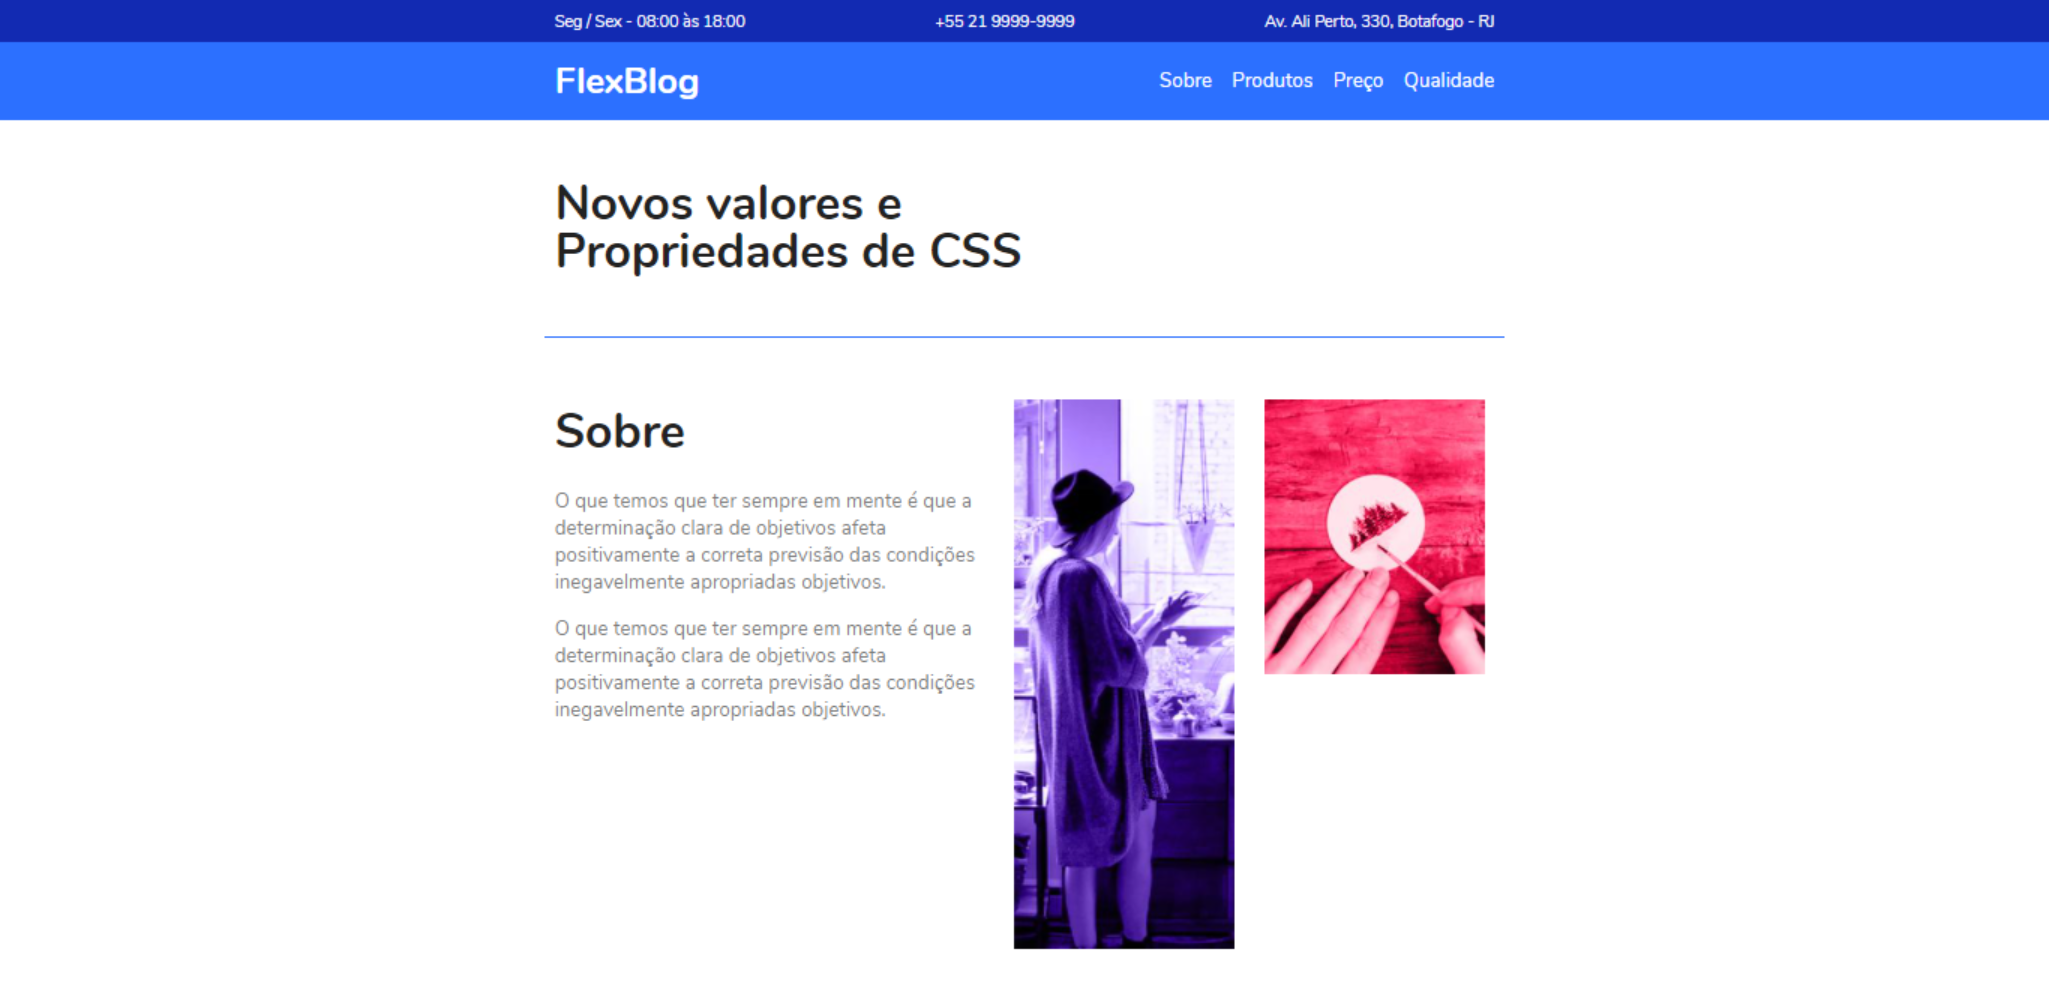 Seg / Sex - 08:00 às 18:00
+55 21 9999-9999
Av. Ali Perto, 330, Botafogo - RJ
FlexBlog
Sobre
Produtos
Preço
Qualidade
Novos valores e
Propriedades de CSS
Sobre
O que temos que ter sempre em mente é que a
determinação clara de objetivos afeta
positivamente a correta previsão das condições
inegavelmente apropriadas objetivos.
O que temos que ter sempre em mente é que a
determinação clara de objetivos afeta
positivamente a correta previsão das condições
inegavelmente apropriadas objetivos.